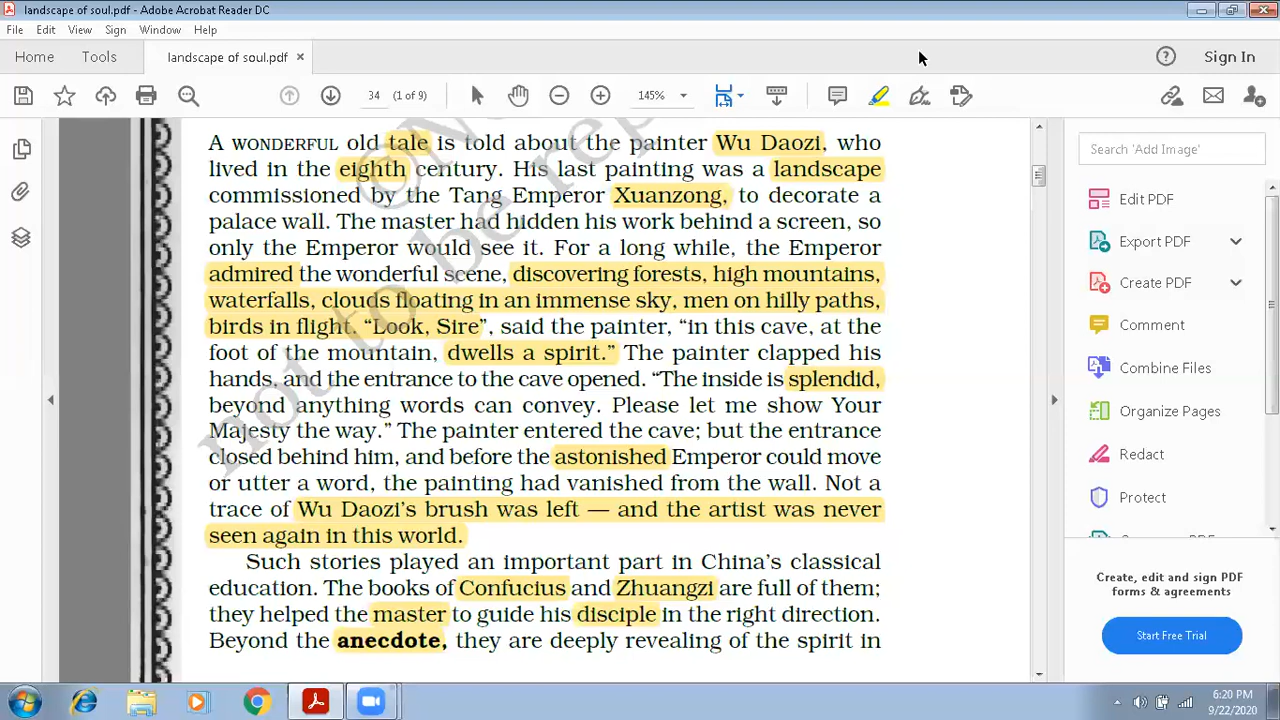 landscape of soul.pdf - Adobe Acrobat Reader DC
File Edit View Sign Window Help
Home Tools landscape of soul.pdf × Sign In
34 (1 of 9) 145%
A WONDERFUL old tale is told about the painter Wu Daozi, who
lived in the eighth century. His last painting was a landscape
commissioned by the Tang Emperor Xuanzong, to decorate a
palace wall. The master had hidden his work behind a screen, so
only the Emperor would see it. For a long while, the Emperor
admired the wonderful scene, discovering forests, high mountains,
waterfalls, clouds floating in an immense sky, men on hilly paths,
birds in flight. “Look, Sire”, said the painter, “in this cave, at the
foot of the mountain, dwells a spirit.” The painter clapped his
hands, and the entrance to the cave opened. “The inside is splendid,
beyond anything words can convey. Please let me show Your
Majesty the way.” The painter entered the cave; but the entrance
closed behind him, and before the astonished Emperor could move
or utter a word, the painting had vanished from the wall. Not a
trace of Wu Daozi’s brush was left — and the artist was never
seen again in this world.
Such stories played an important part in China’s classical
education. The books of Confucius and Zhuangzi are full of them;
they helped the master to guide his disciple in the right direction.
Beyond the anecdote, they are deeply revealing of the spirit in
not to be
Search 'Add Image'
Edit PDF
Export PDF
Create PDF
Comment
Combine Files
Organize Pages
Redact
Protect
Create, edit and sign PDF
forms & agreements
Start Free Trial
6:20 PM
9/22/2020